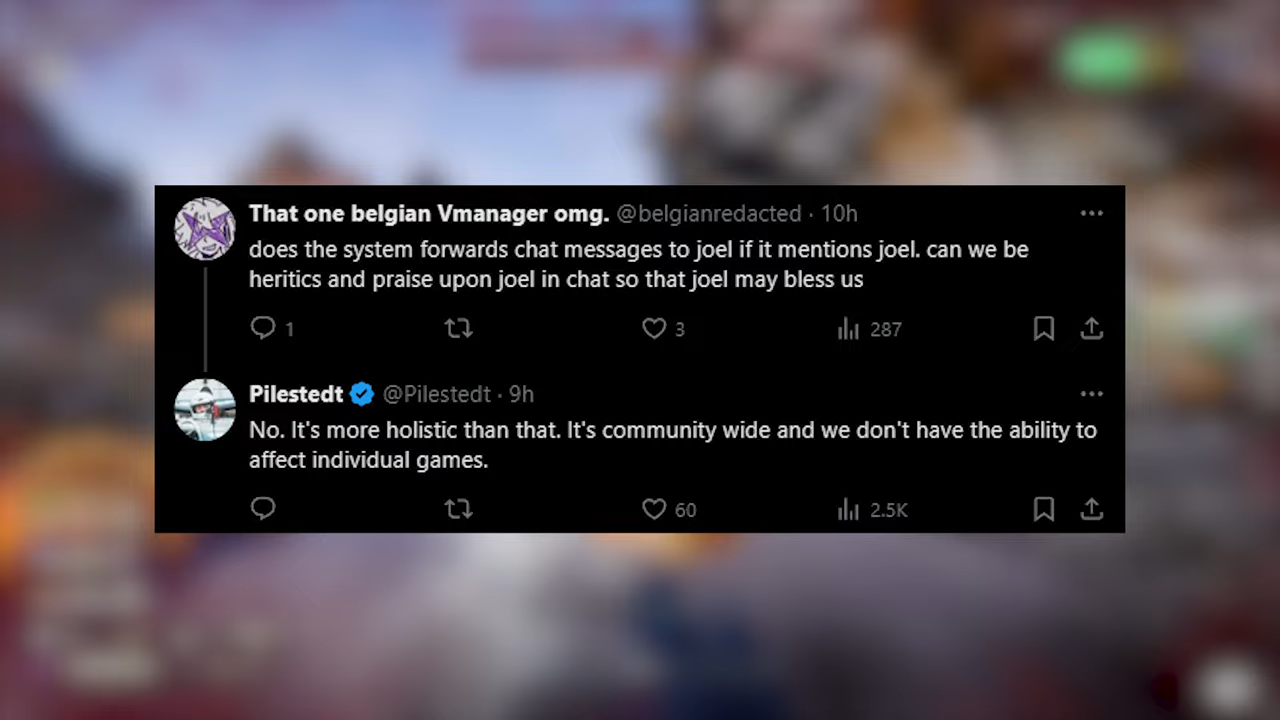 That one belgian Vmanager omg. @belgianredacted · 10h
does the system forwards chat messages to joel if it mentions joel. can we be
heritics and praise upon joel in chat so that joel may bless us
1 3 287
Pilestedt @Pilestedt · 9h
No. It's more holistic than that. It's community wide and we don't have the ability to
affect individual games.
60 2.5K